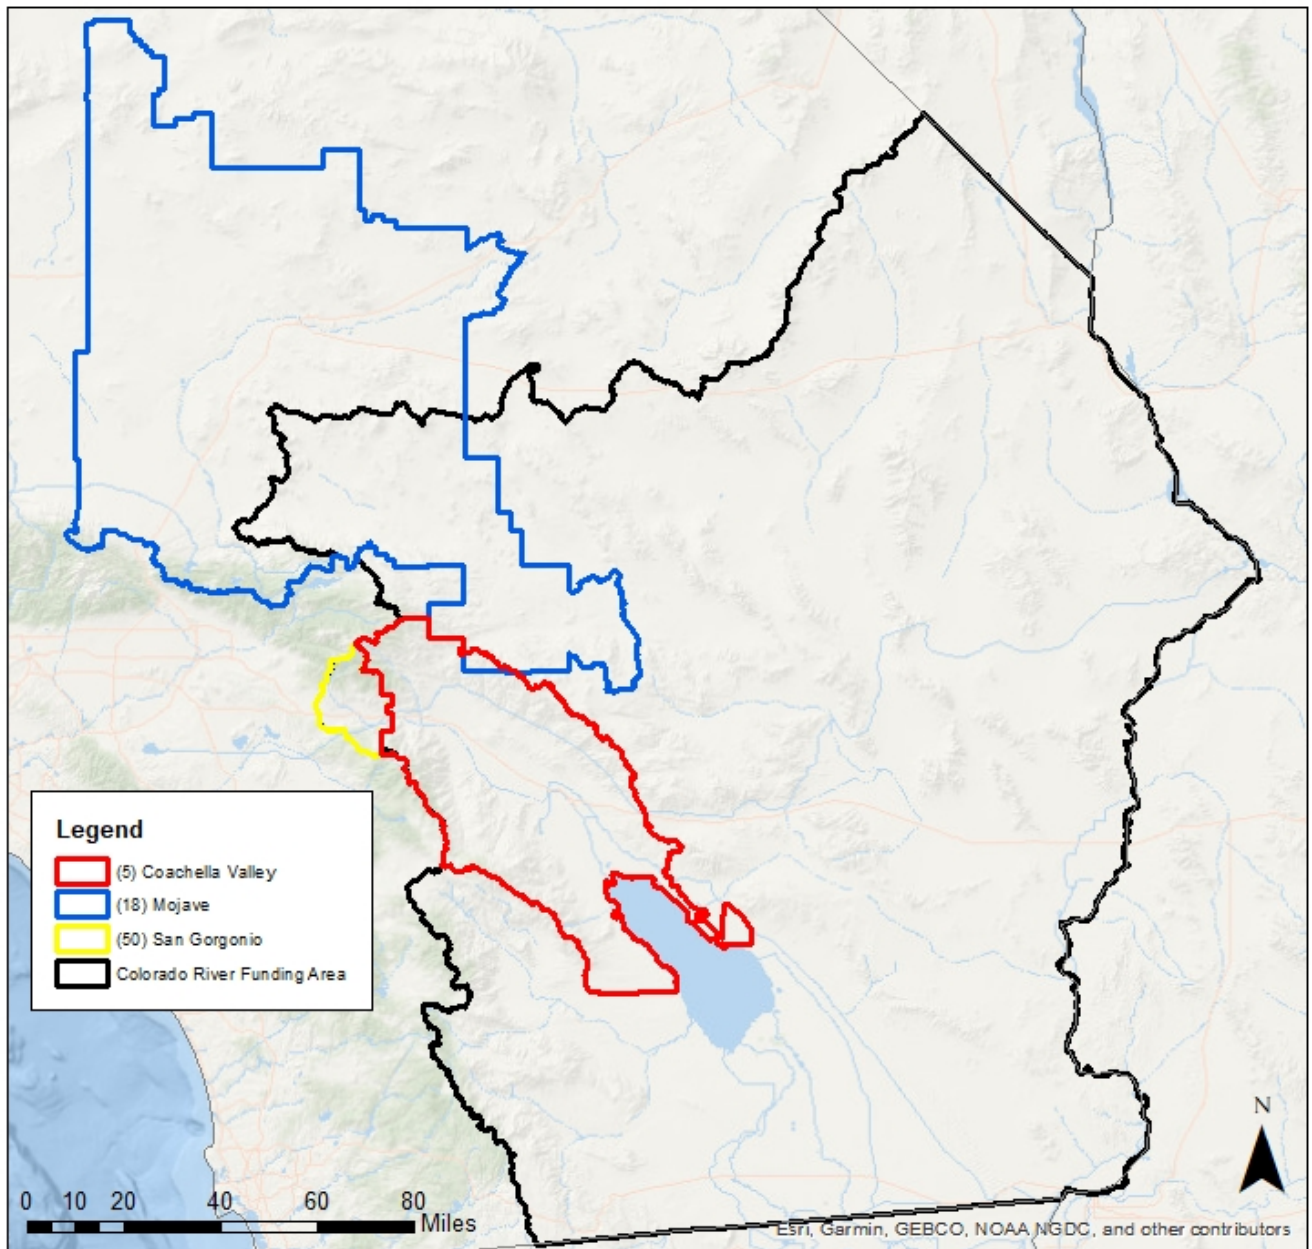 Legend
(5) Coachella Valley
(18) Mojave
(50) San Gorgonio
Colorado River Funding Area
N
0 10 20 40 60 80
Miles
Esri, Garmin, GEBCO, NOAA NGDC, and other contributors